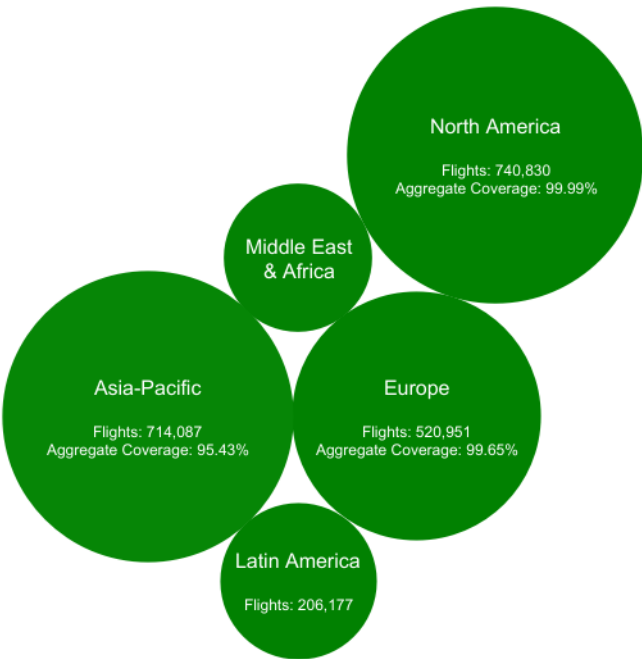 North America
Flights: 740,830
Aggregate Coverage: 99.99%
Middle East
& Africa
Asia-Pacific
Flights: 714,087
Aggregate Coverage: 95.43%
Europe
Flights: 520,951
Aggregate Coverage: 99.65%
Latin America
Flights: 206,177